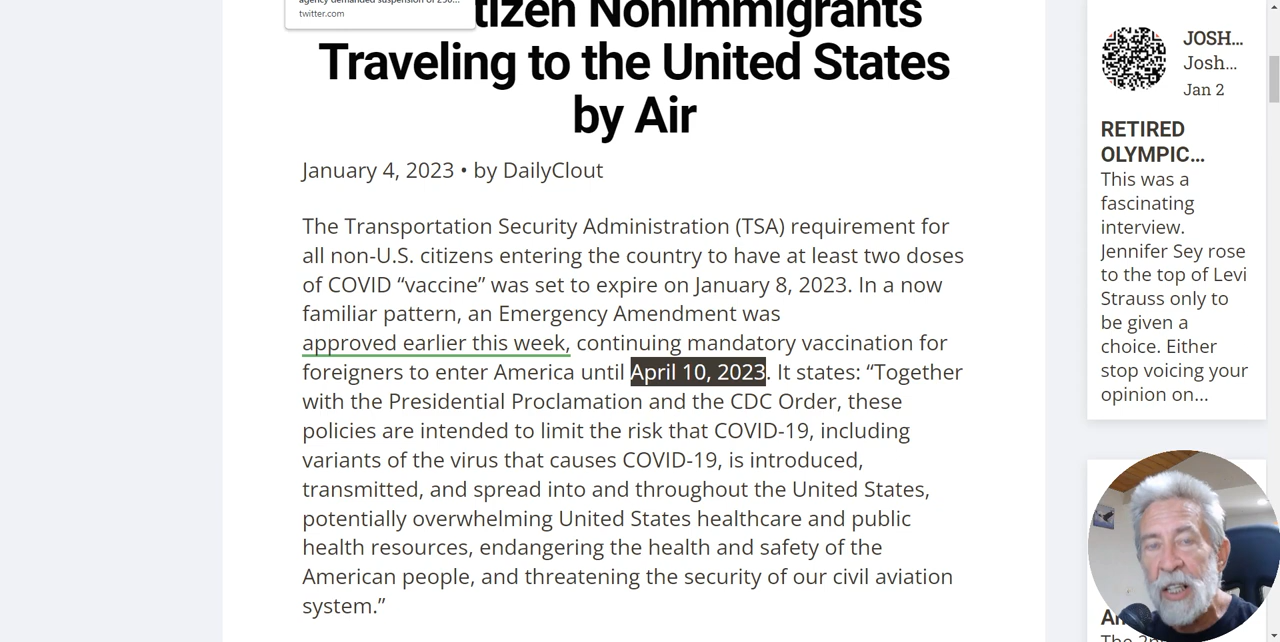 agency demanded suspension of 250...
twitter.com
tizen Nonimmigrants
Traveling to the United States
by Air
January 4, 2023 • by DailyClout
The Transportation Security Administration (TSA) requirement for
all non-U.S. citizens entering the country to have at least two doses
of COVID “vaccine” was set to expire on January 8, 2023. In a now
familiar pattern, an Emergency Amendment was
approved earlier this week, continuing mandatory vaccination for
foreigners to enter America until April 10, 2023. It states: “Together
with the Presidential Proclamation and the CDC Order, these
policies are intended to limit the risk that COVID-19, including
variants of the virus that causes COVID-19, is introduced,
transmitted, and spread into and throughout the United States,
potentially overwhelming United States healthcare and public
health resources, endangering the health and safety of the
American people, and threatening the security of our civil aviation
system.”
JOSH...
Josh...
Jan 2
RETIRED
OLYMPIC...
This was a
fascinating
interview.
Jennifer Sey rose
to the top of Levi
Strauss only to
be given a
choice. Either
stop voicing your
opinion on...